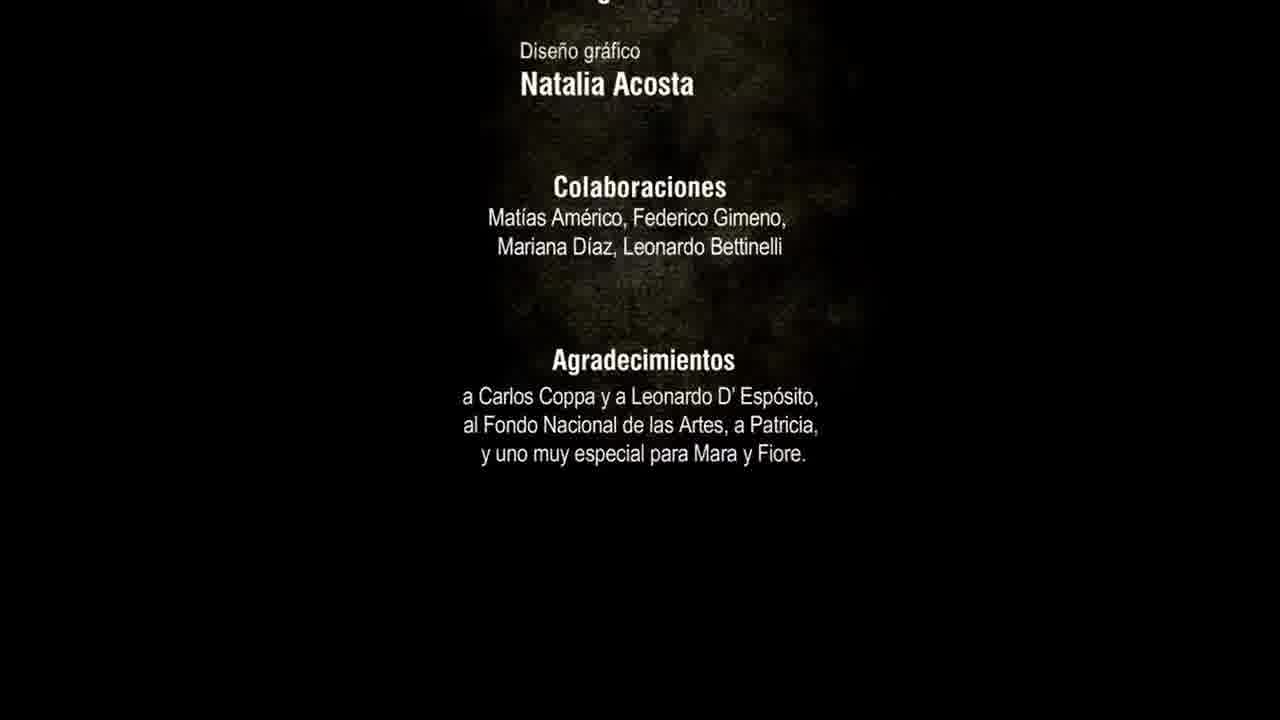 Diseño gráfico
Natalia Acosta
Colaboraciones
Matías Américo, Federico Gimeno,
Mariana Díaz, Leonardo Bettinelli
Agradecimientos
a Carlos Coppa y a Leonardo D' Espósito,
al Fondo Nacional de las Artes, a Patricia,
y uno muy especial para Mara y Fiore.